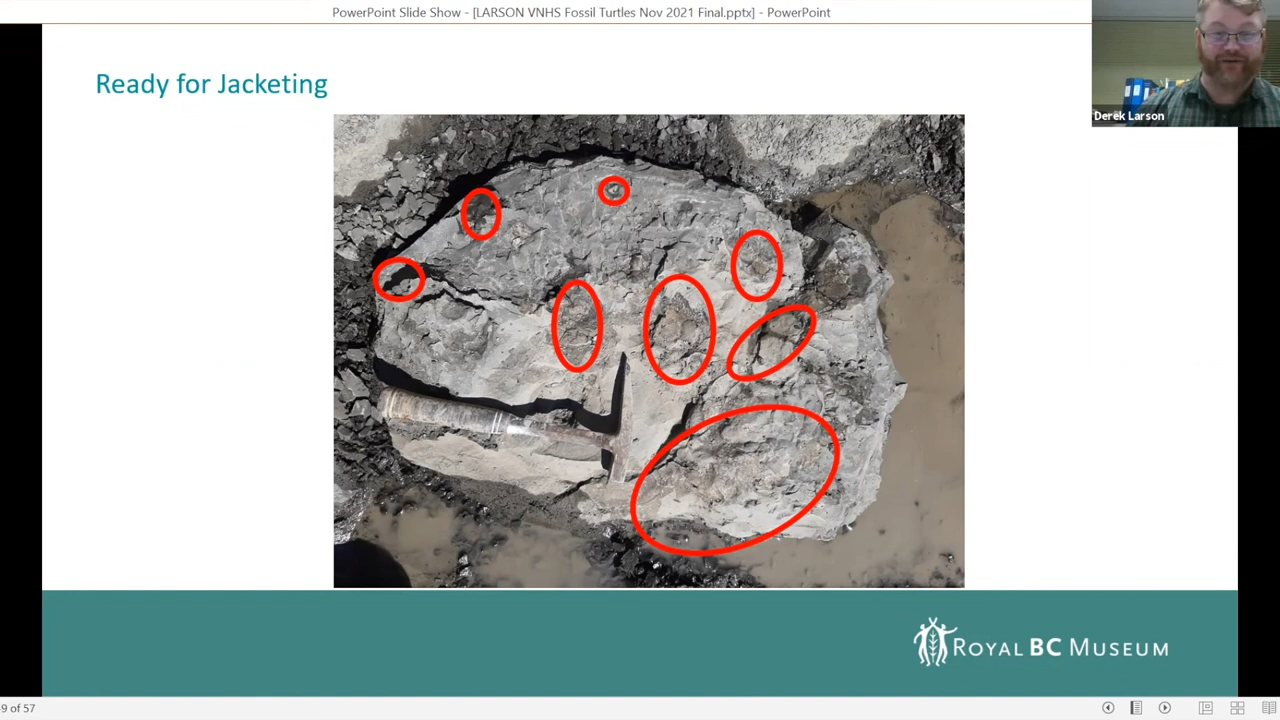 PowerPoint Slide Show - [LARSON VNHS Fossil Turtles Nov 2021 Final.pptx] - PowerPoint
Ready for Jacketing
Derek Larson
ROYAL BC MUSEUM
9 of 57